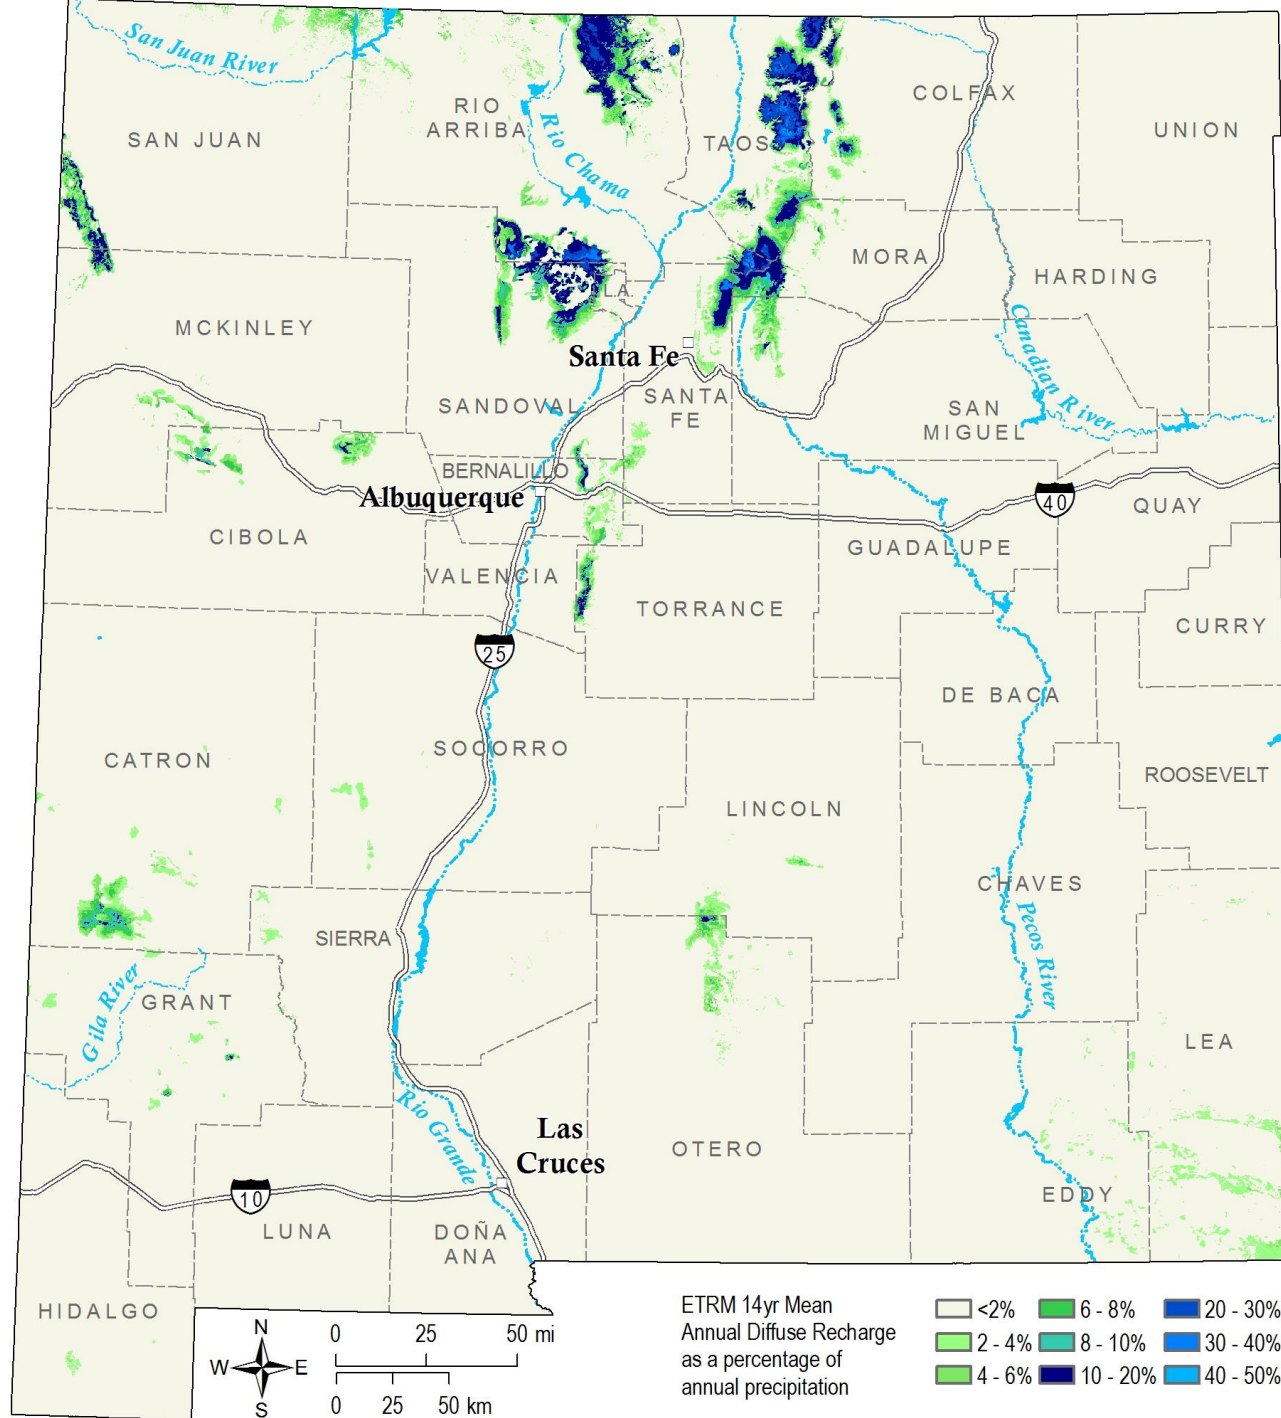 San Juan River
COLFAX
RIO
ARRIBA
UNION
SAN JUAN
TAOS
Rio Chama
MORA
HARDING
L.A.
MCKINLEY
Santa Fe
Canadian River
SANDOVAL
SANTA
FE
SAN
MIGUEL
BERNALILLO
Albuquerque
40
QUAY
CIBOLA
GUADALUPE
VALENCIA
TORRANCE
CURRY
25
DE BACA
CATRON
SOCORRO
ROOSEVELT
LINCOLN
CHAVES
SIERRA
Pecos River
GRANT
Gila River
LEA
Rio Grande
Las
Cruces
OTERO
10
EDDY
LUNA
DOÑA
ANA
HIDALGO
N
W E
S
0 25 50 mi
0 25 50 km
ETRM 14yr Mean
Annual Diffuse Recharge
as a percentage of
annual precipitation
<2% 6 - 8% 20 - 30%
2 - 4% 8 - 10% 30 - 40%
4 - 6% 10 - 20% 40 - 50%